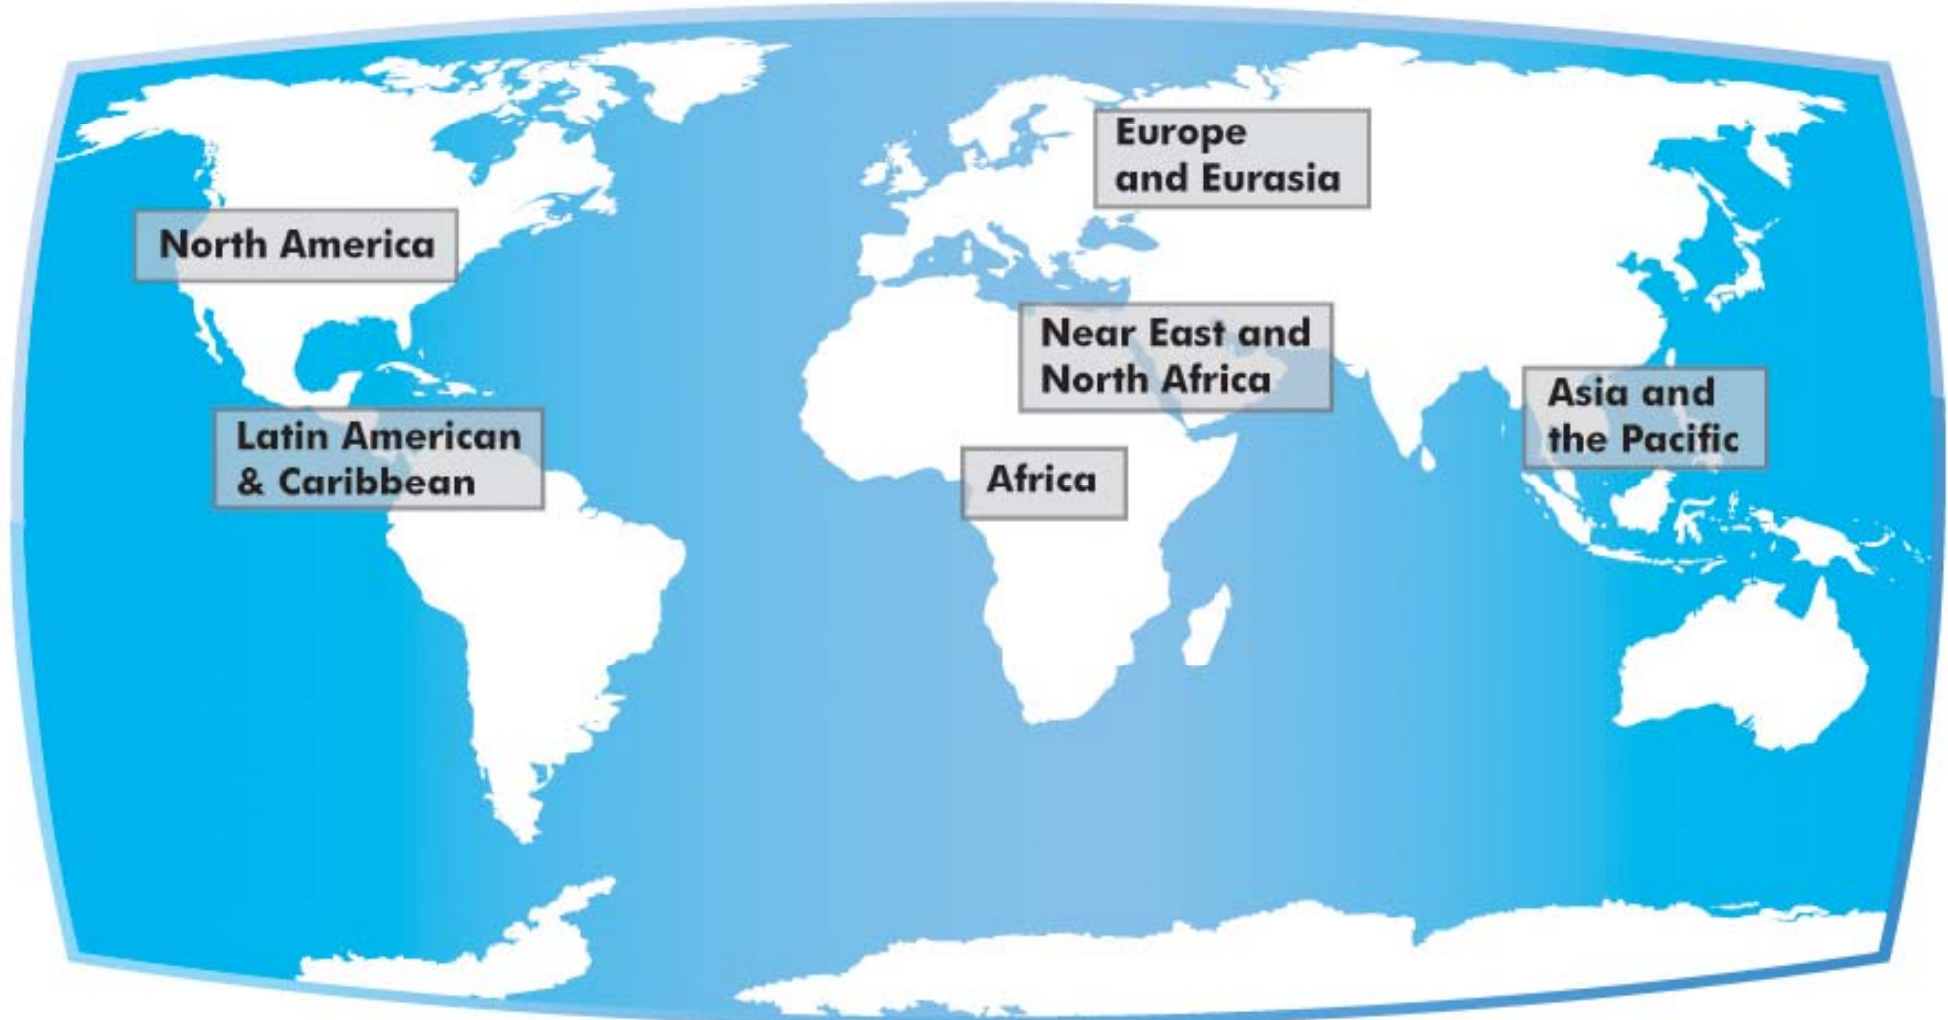 Europe
and Eurasia
North America
Near East and
North Africa
Asia and
the Pacific
Latin American
& Caribbean
Africa